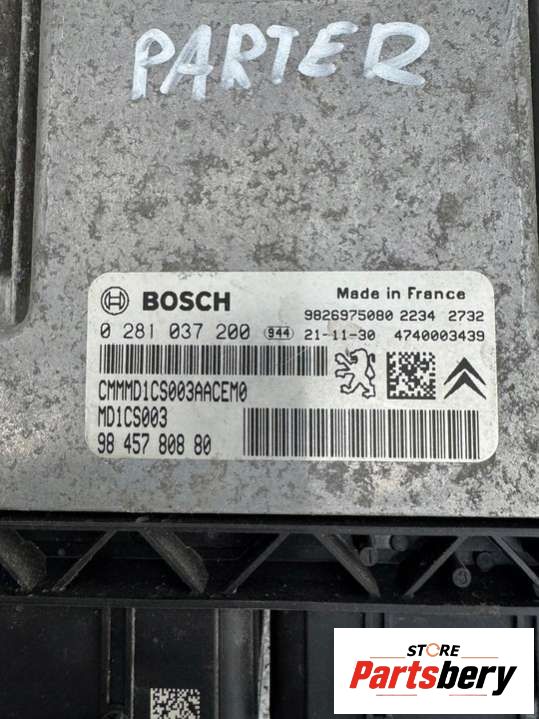 PARTER
BOSCH
Made in France
9826975080 2234 2732
0 281 037 200 944 21-11-30 4740003439
CMMMD1CS003AACEM0
MD1CS003
98 457 808 80
STORE
Partsbery